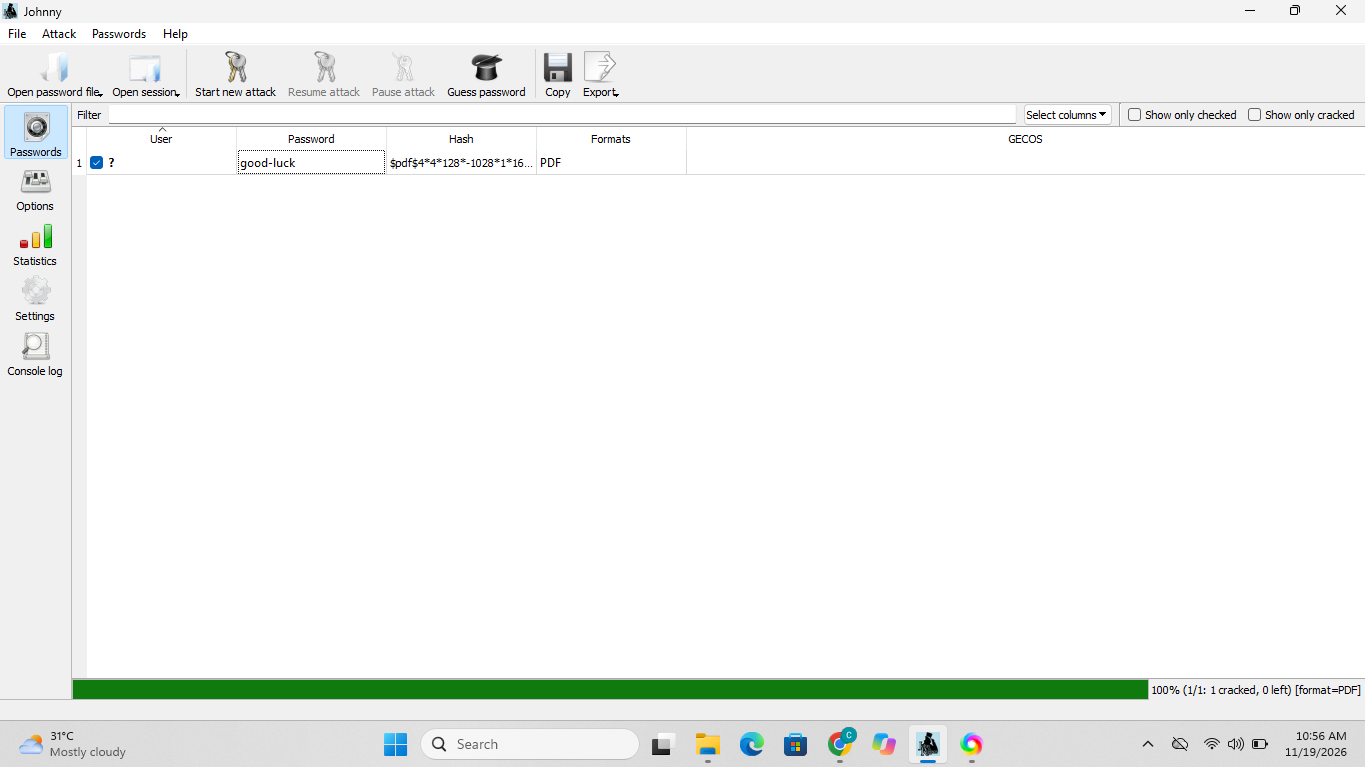 Johnny
File Attack Passwords Help
Open password file Open session Start new attack Resume attack Pause attack Guess password Copy Export
Filter Select columns Show only checked Show only cracked
User Password Hash Formats GECOS
1 ? good-luck $pdf$4*4*128*-1028*1*16... PDF
Passwords
Options
Statistics
Settings
Console log
100% (1/1: 1 cracked, 0 left) [format=PDF]
31°C
Mostly cloudy
Search
C
10:56 AM
11/19/2026